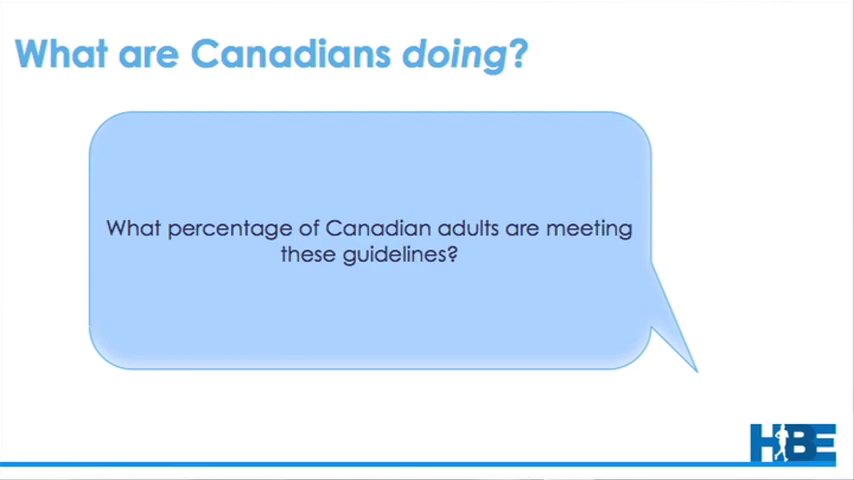 What are Canadians doing?
What percentage of Canadian adults are meeting
these guidelines?
HBE